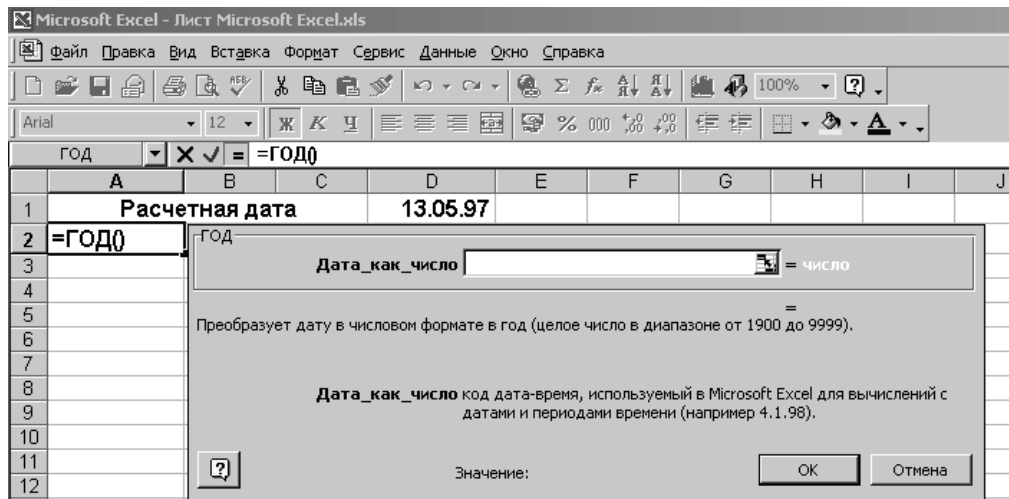 Microsoft Excel - Лист Microsoft Excel.xls
Файл Правка Вид Вставка Формат Сервис Данные Окно Справка
100%
Arial 12 Ж К Ч % 000
ГОД = =ГОД()
A B C D E F G H I J
1 Расчетная дата 13.05.97
2 =ГОД() ГОД
3 Дата_как_число = число
4
5 =
6 Преобразует дату в числовом формате в год (целое число в диапазоне от 1900 до 9999).
7
8 Дата_как_число код дата-время, используемый в Microsoft Excel для вычислений с
9 датами и периодами времени (например 4.1.98).
10
11 Значение: ОК Отмена
12